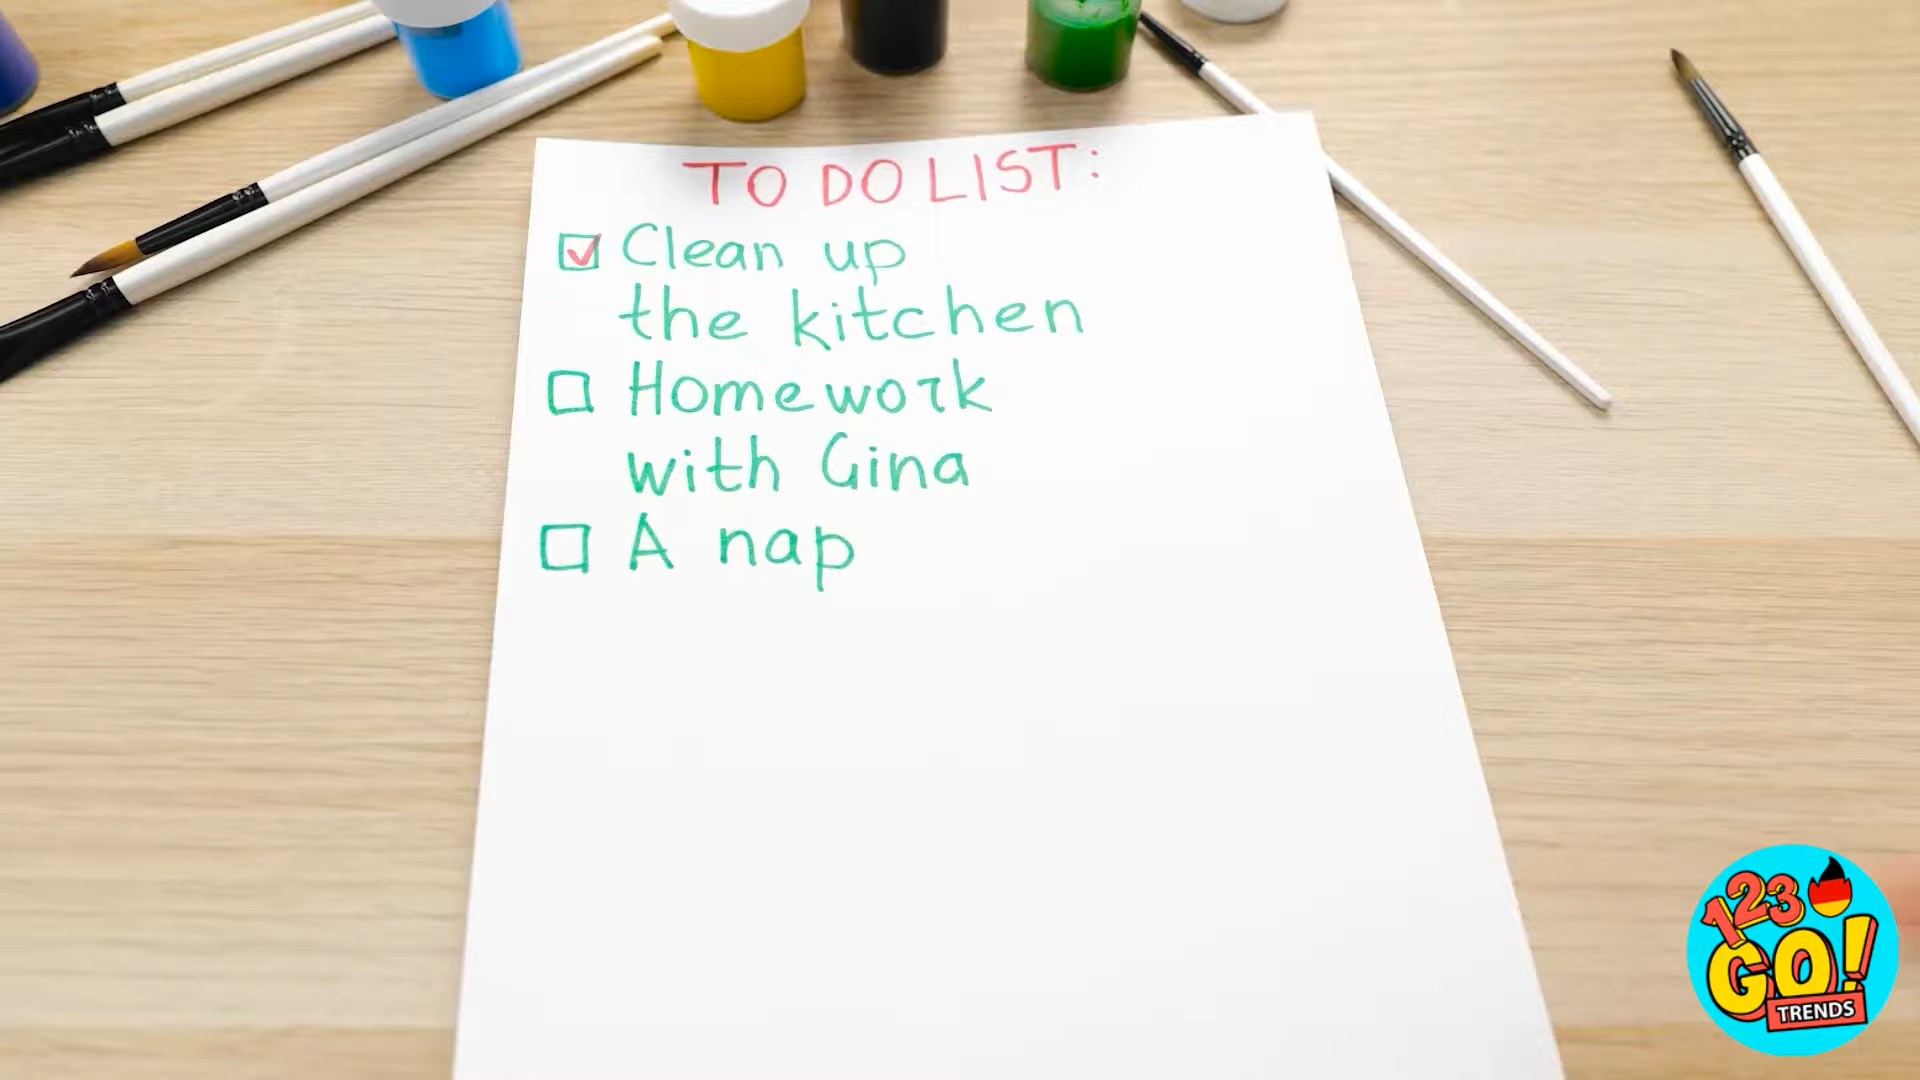 TO DO LIST:
Clean up
the kitchen
Homework
with Gina
A nap
123
GO!
TRENDS